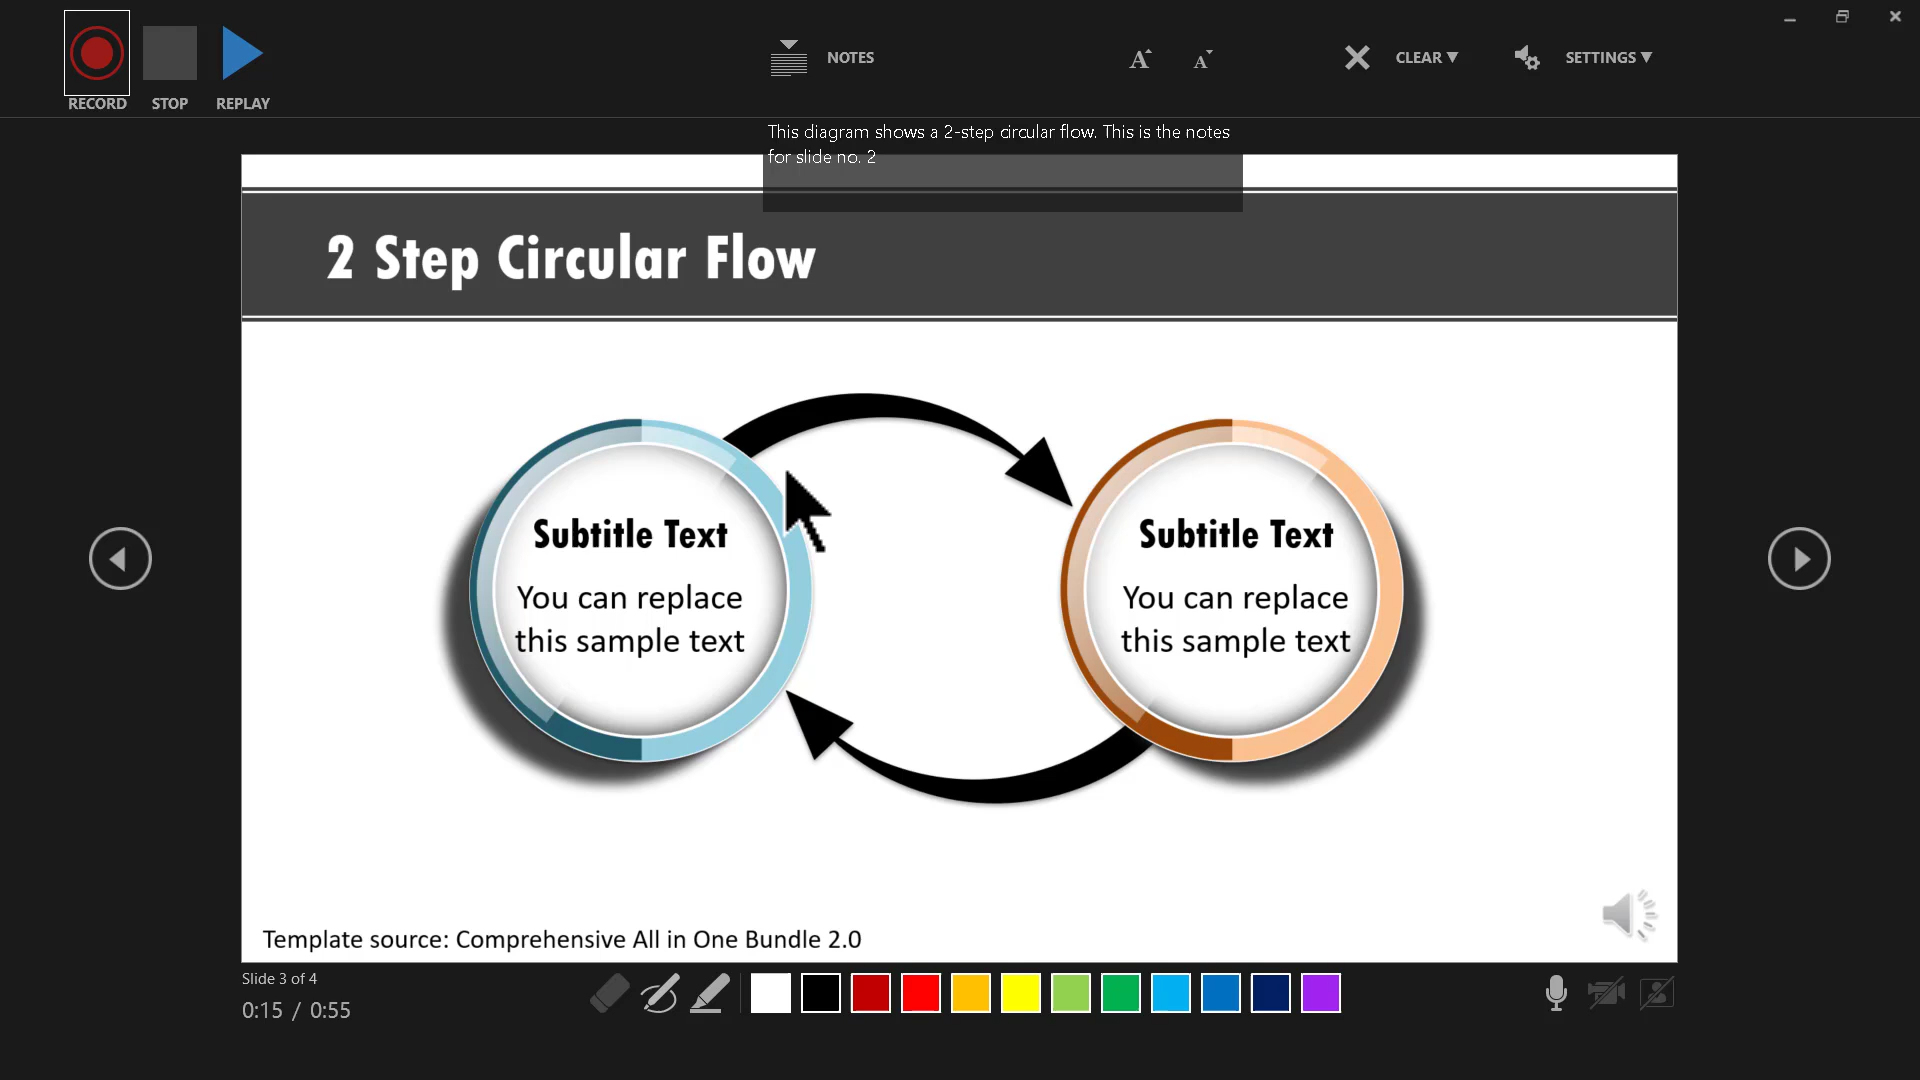 RECORD
STOP
REPLAY
NOTES
A
A
CLEAR
SETTINGS
This diagram shows a 2-step circular flow. This is the notes
for slide no. 2
2 Step Circular Flow
Subtitle Text
You can replace
this sample text
Subtitle Text
You can replace
this sample text
Template source: Comprehensive All in One Bundle 2.0
Slide 3 of 4
0:15 / 0:55